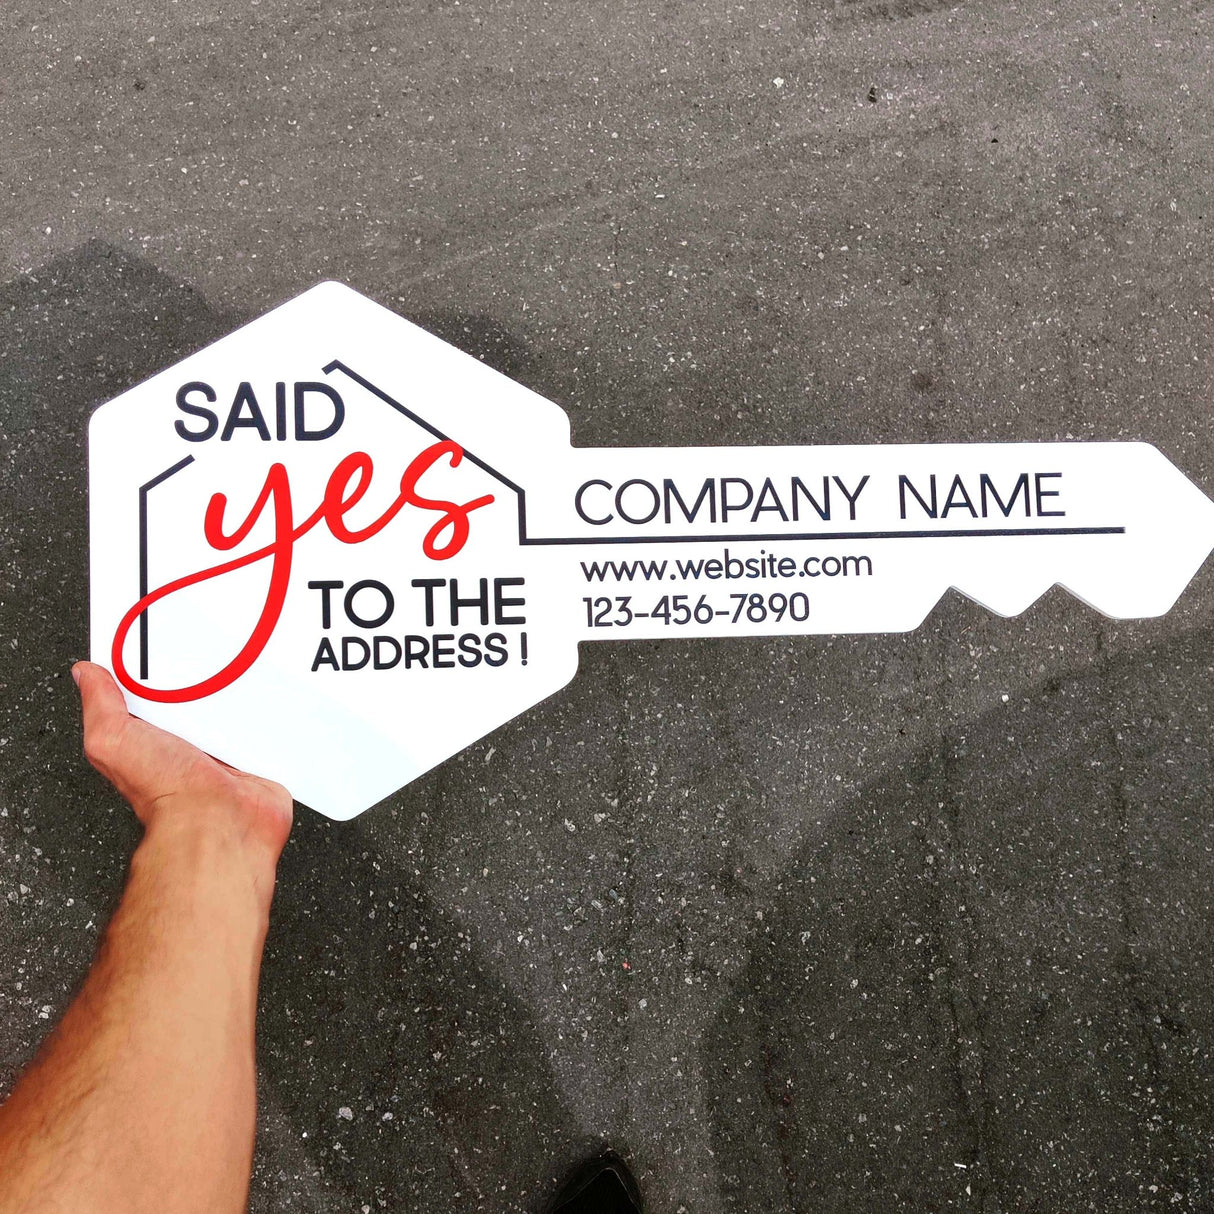 SAID
yes
TO THE
ADDRESS !
COMPANY NAME
www.website.com
123-456-7890